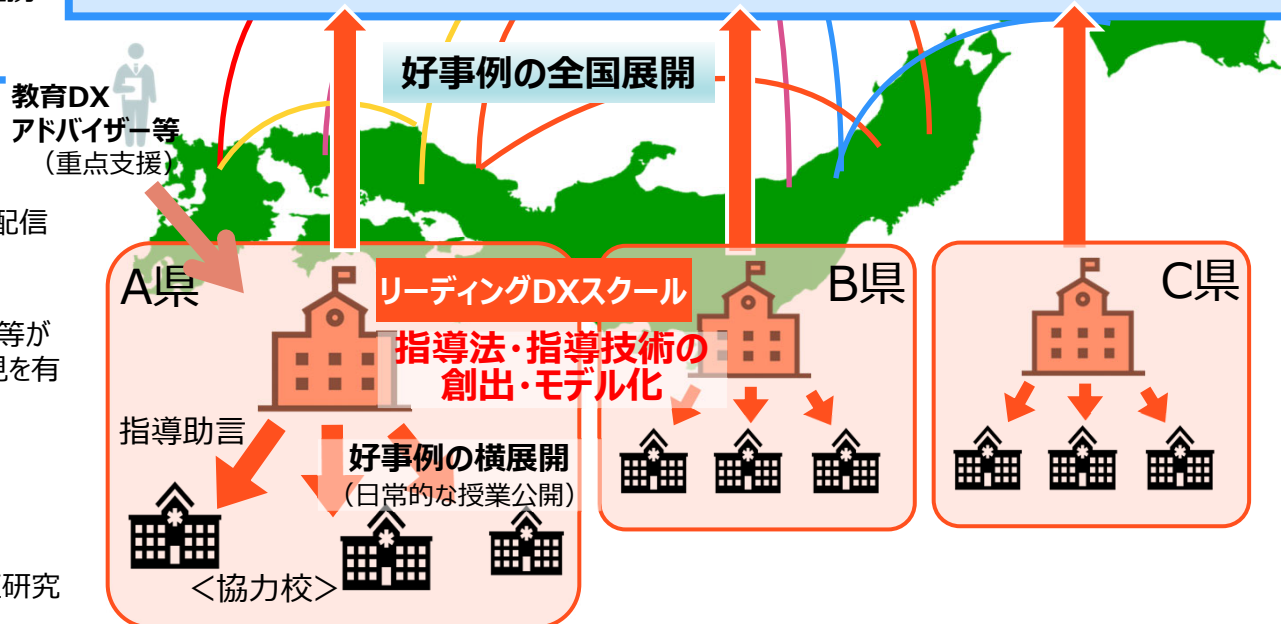 好事例の全国展開
教育DX
アドバイザー等
（重点支援）
配信
等が
見を有
研究
A県
リーディングDXスクール
指導法・指導技術の
創出・モデル化
指導助言
好事例の横展開
（日常的な授業公開）
＜協力校＞
B県
C県